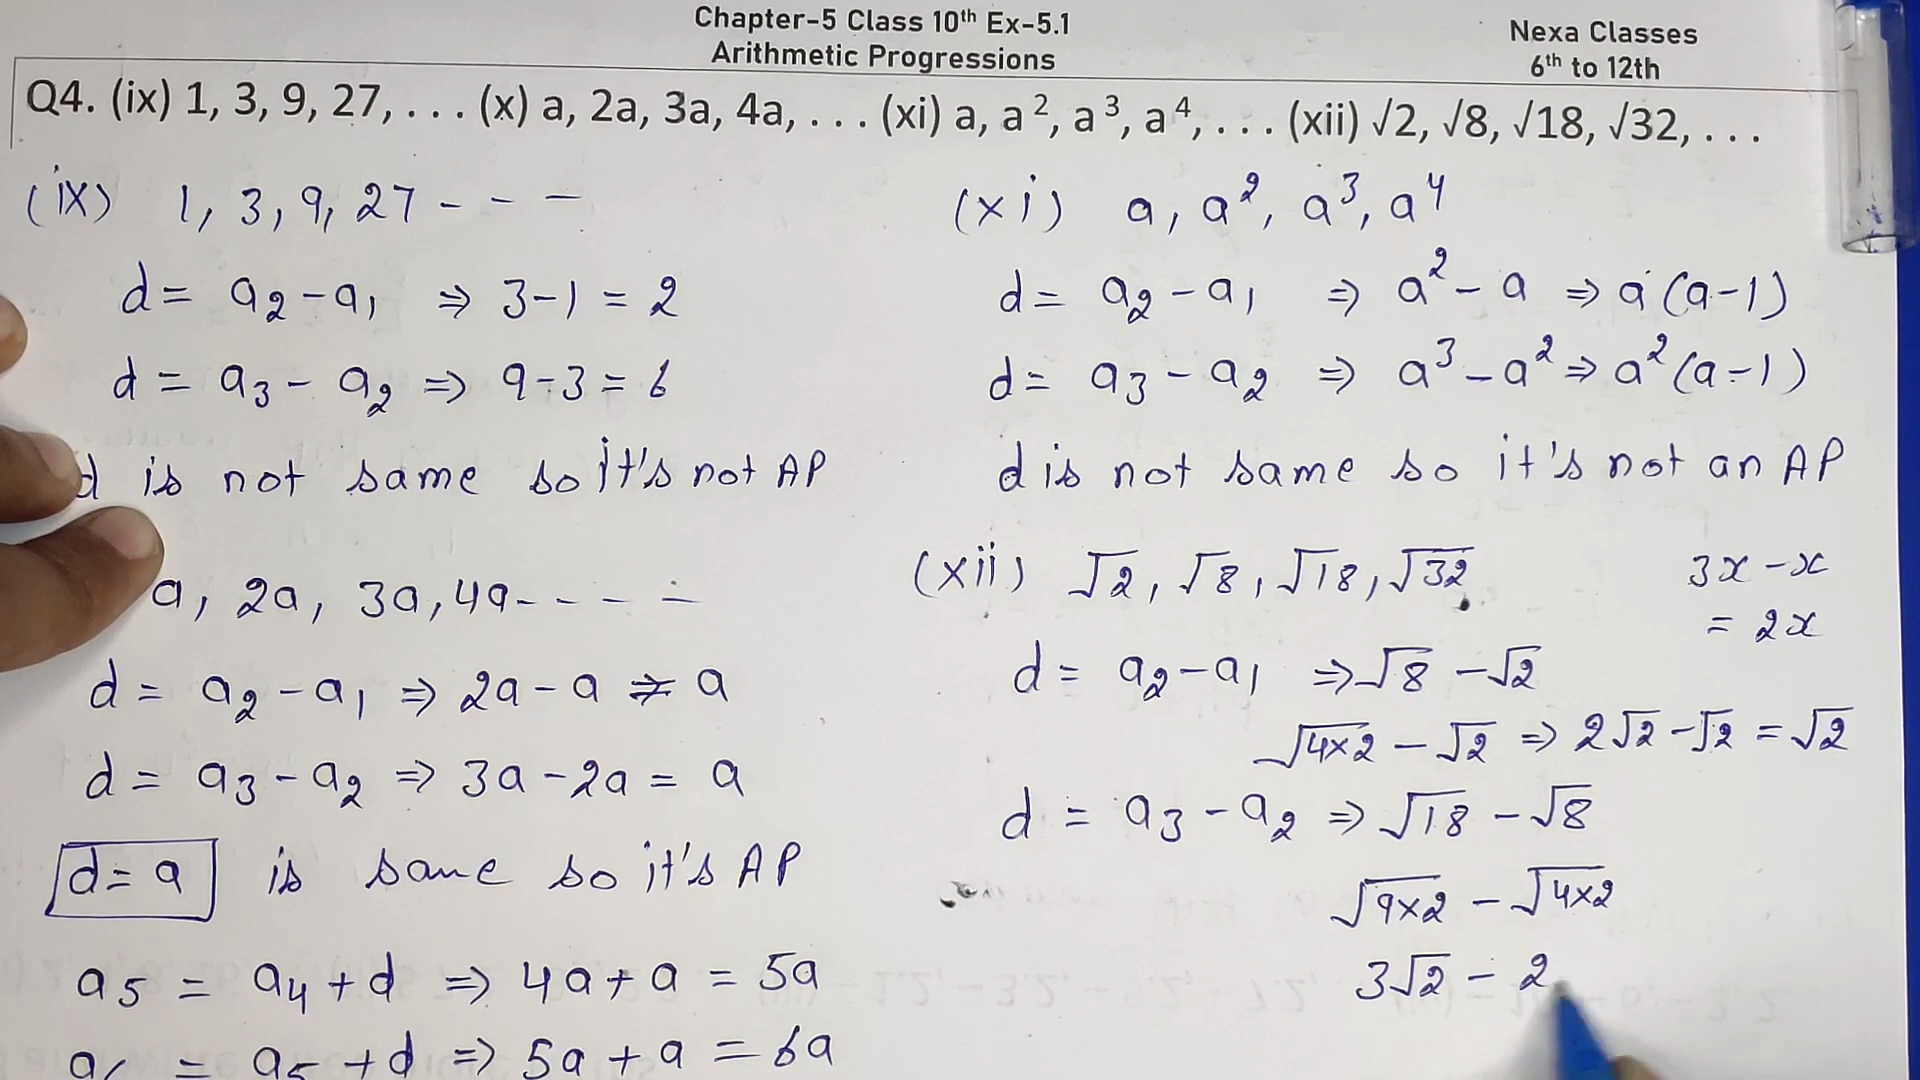 Chapter-5 Class 10th Ex-5.1
Arithmetic Progressions
Nexa Classes
6th to 12th
Q4. (ix) 1, 3, 9, 27, . . . (x) a, 2a, 3a, 4a, . . . (xi) a, a², a³, a⁴, . . . (xii) √2, √8, √18, √32, . . .
(ix) 1, 3, 9, 27 - - -
d = a₂ - a₁ ⇒ 3 - 1 = 2
d = a₃ - a₂ ⇒ 9 - 3 = 6
d is not same so it's not AP
a, 2a, 3a, 4a - - - -
d = a₂ - a₁ ⇒ 2a - a ⇒ a
d = a₃ - a₂ ⇒ 3a - 2a = a
d = a is same so it's AP
a₅ = a₄ + d ⇒ 4a + a = 5a
a₆ = a₅ + d ⇒ 5a + a = 6a
(xi) a, a², a³, a⁴
d = a₂ - a₁ ⇒ a² - a ⇒ a (a - 1)
d = a₃ - a₂ ⇒ a³ - a² ⇒ a² (a - 1)
d is not same so it's not an AP
(xii) √2, √8, √18, √32
3x - x
= 2x
d = a₂ - a₁ ⇒ √8 - √2
√4×2 - √2 ⇒ 2√2 - √2 = √2
d = a₃ - a₂ ⇒ √18 - √8
√9×2 - √4×2
3√2 - 2